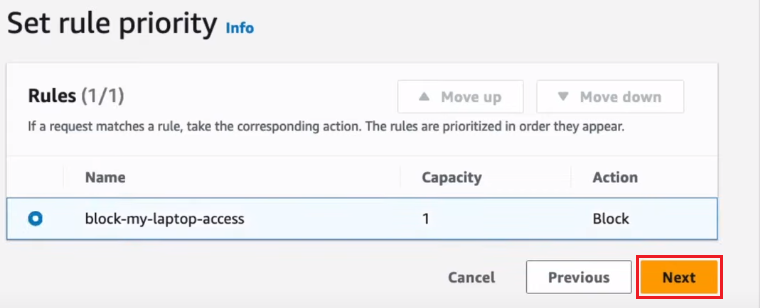 Set rule priority Info
Rules (1/1) ▲ Move up ▼ Move down
If a request matches a rule, take the corresponding action. The rules are prioritized in order they appear.
Name Capacity Action
block-my-laptop-access 1 Block
Cancel Previous Next